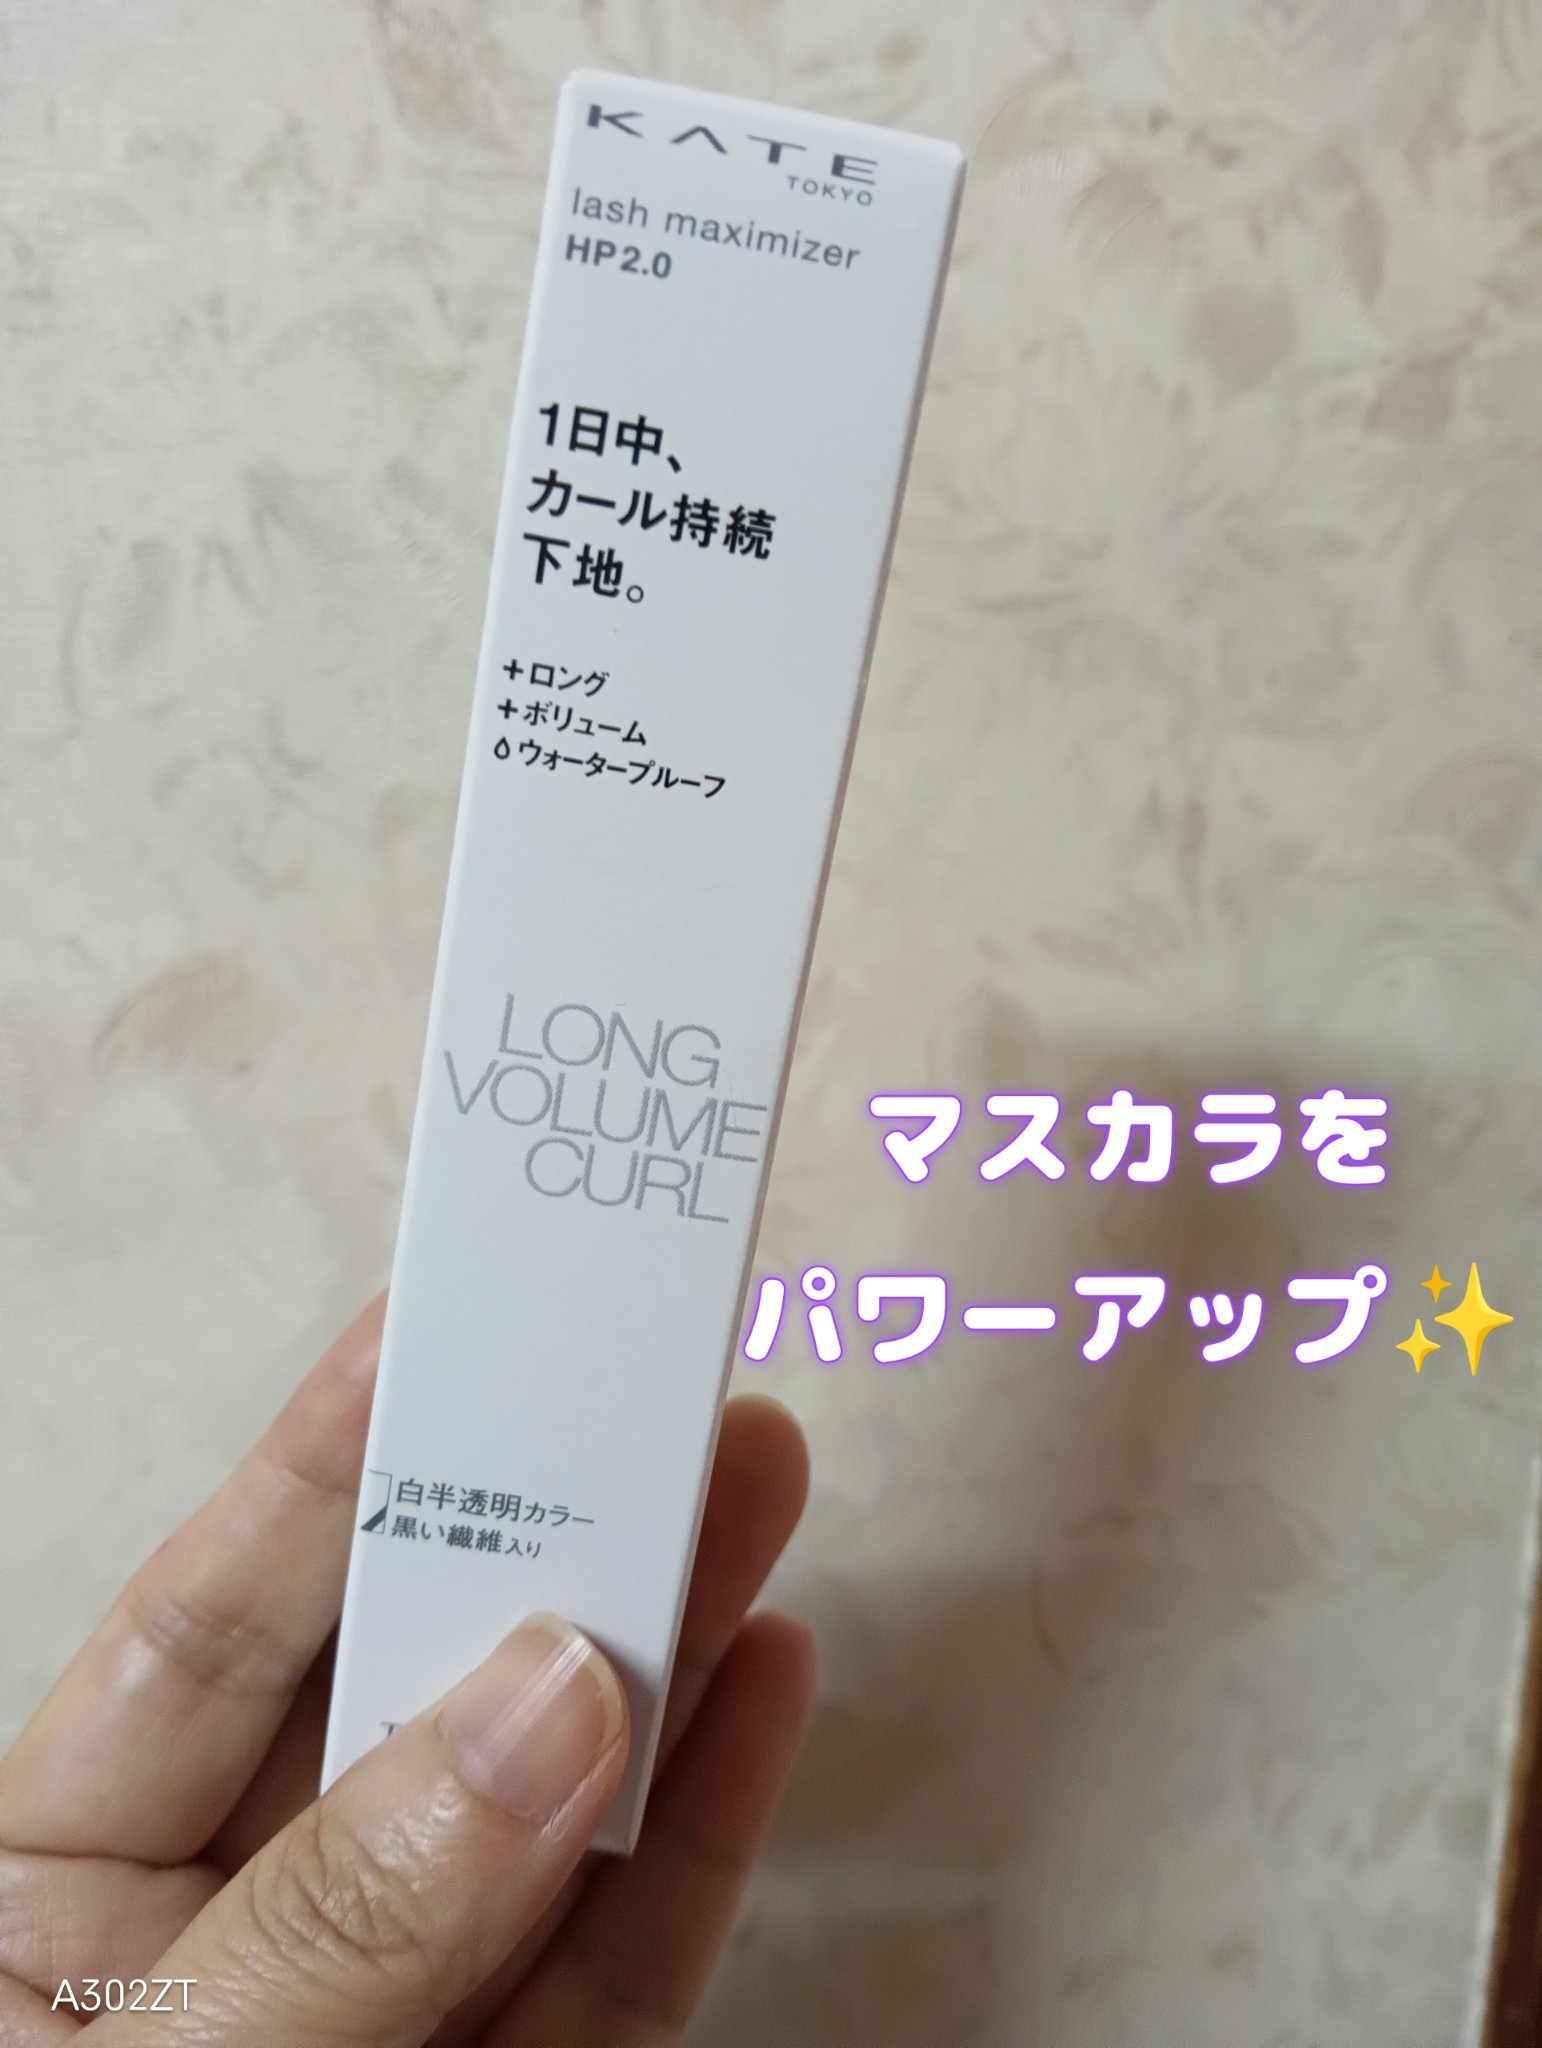 KATE
TOKYO
lash maximizer
HP2.0
1日中、
カール持続
下地。
+ロング
+ボリューム
ウォータープルーフ
LONG
VOLUME
CURL
白半透明カラー
黒い繊維入り
マスカラを
パワーアップ✨
A302ZT